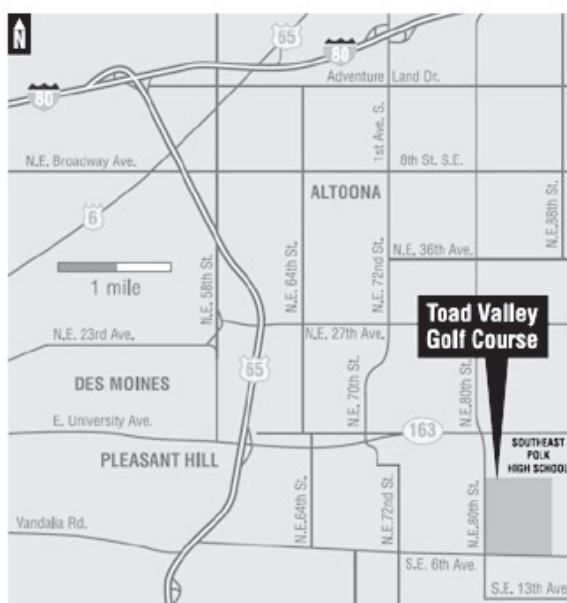 N
65
80
Adventure Land Dr.
80
1st Ave. S.
N.E. Broadway Ave.
8th St. S.E.
ALTOONA
N.E. 88th St.
6
N.E. 36th Ave.
1 mile
N.E. 58th St.
N.E. 64th St.
N.E. 72nd St.
Toad Valley
Golf Course
N.E. 23rd Ave.
N.E. 27th Ave.
65
N.E. 70th St.
N.E.80th St.
DES MOINES
E. University Ave.
163
SOUTHEAST
POLK
HIGH SCHOOL
PLEASANT HILL
N.E.64th St.
N.E.72nd St.
N.E.80th St.
Vandalia Rd.
S.E. 6th Ave.
S.E. 13th Ave.